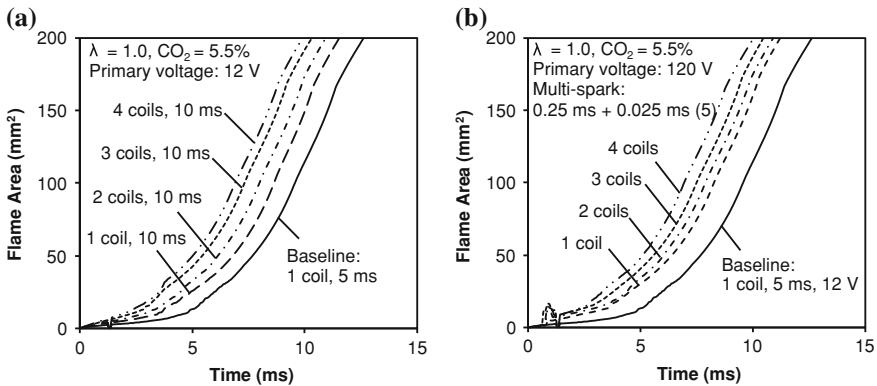 (a)
200
150
100
50
0
Flame Area (mm²)
λ = 1.0, CO₂ = 5.5%
Primary voltage: 12 V
4 coils, 10 ms
3 coils, 10 ms
2 coils, 10 ms
1 coil, 10 ms
Baseline:
1 coil, 5 ms
0 5 10 15
Time (ms)
(b)
200
150
100
50
0
Flame Area (mm²)
λ = 1.0, CO₂ = 5.5%
Primary voltage: 120 V
Multi-spark:
0.25 ms + 0.025 ms (5)
4 coils
3 coils
2 coils
1 coil
Baseline:
1 coil, 5 ms, 12 V
0 5 10 15
Time (ms)